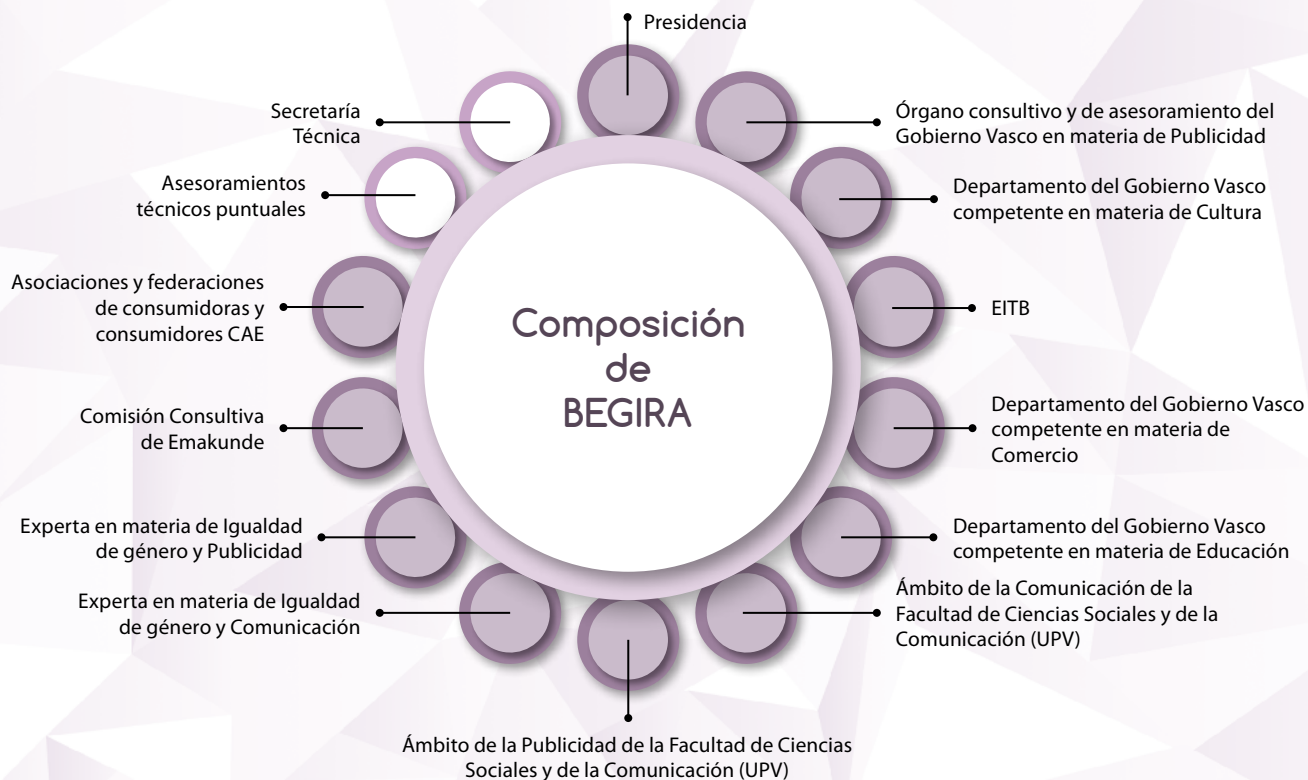 Presidencia
Órgano consultivo y de asesoramiento del
Gobierno Vasco en materia de Publicidad
Departamento del Gobierno Vasco
competente en materia de Cultura
EITB
Departamento del Gobierno Vasco
competente en materia de
Comercio
Departamento del Gobierno Vasco
competente en materia de Educación
Ámbito de la Comunicación de la
Facultad de Ciencias Sociales y de la
Comunicación (UPV)
Ámbito de la Publicidad de la Facultad de Ciencias
Sociales y de la Comunicación (UPV)
Experta en materia de Igualdad
de género y Comunicación
Experta en materia de Igualdad
de género y Publicidad
Comisión Consultiva
de Emakunde
Asociaciones y federaciones
de consumidoras y
consumidores CAE
Asesoramientos
técnicos puntuales
Secretaría
Técnica
Composición
de
BEGIRA